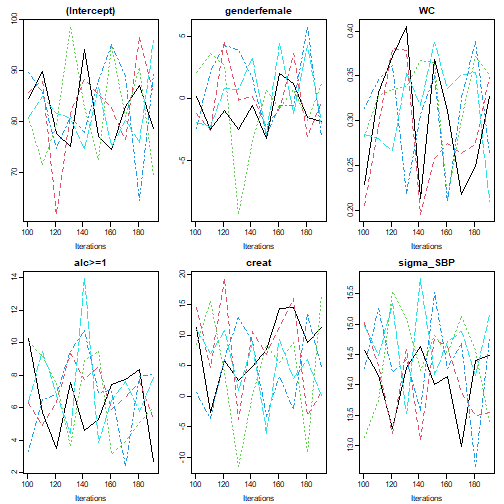 (Intercept)
100
90
80
70
100 120 140 160 180
Iterations
genderfemale
5
0
-5
100 120 140 160 180
Iterations
WC
0.40
0.35
0.30
0.25
0.20
100 120 140 160 180
Iterations
alc>=1
14
12
10
8
6
4
2
100 120 140 160 180
Iterations
creat
20
15
10
5
0
-5
-10
100 120 140 160 180
Iterations
sigma_SBP
15.5
15.0
14.5
14.0
13.5
13.0
100 120 140 160 180
Iterations